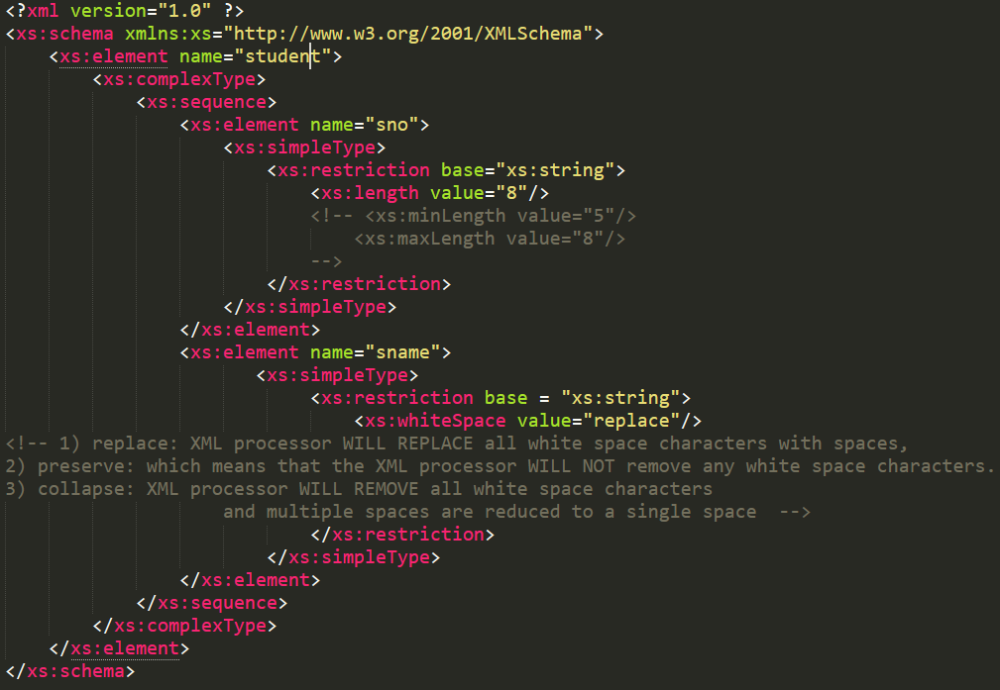 <?xml version="1.0" ?>
<xs:schema xmlns:xs="http://www.w3.org/2001/XMLSchema">
    <xs:element name="student">
        <xs:complexType>
            <xs:sequence>
                <xs:element name="sno">
                    <xs:simpleType>
                        <xs:restriction base="xs:string">
                            <xs:length value="8"/>
                            <!-- <xs:minLength value="5"/>
                                <xs:maxLength value="8"/>
                            -->
                        </xs:restriction>
                    </xs:simpleType>
                </xs:element>
                <xs:element name="sname">
                       <xs:simpleType>
                            <xs:restriction base = "xs:string">
                                <xs:whiteSpace value="replace"/>
<!-- 1) replace: XML processor WILL REPLACE all white space characters with spaces,
2) preserve: which means that the XML processor WILL NOT remove any white space characters.
3) collapse: XML processor WILL REMOVE all white space characters
                    and multiple spaces are reduced to a single space  -->
                            </xs:restriction>
                        </xs:simpleType>
                </xs:element>
            </xs:sequence>
        </xs:complexType>
    </xs:element>
</xs:schema>